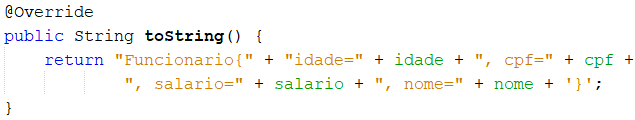 @Override
public String toString() {
return "Funcionario{" + "idade=" + idade + ", cpf=" + cpf +
", salario=" + salario + ", nome=" + nome + '}';
}